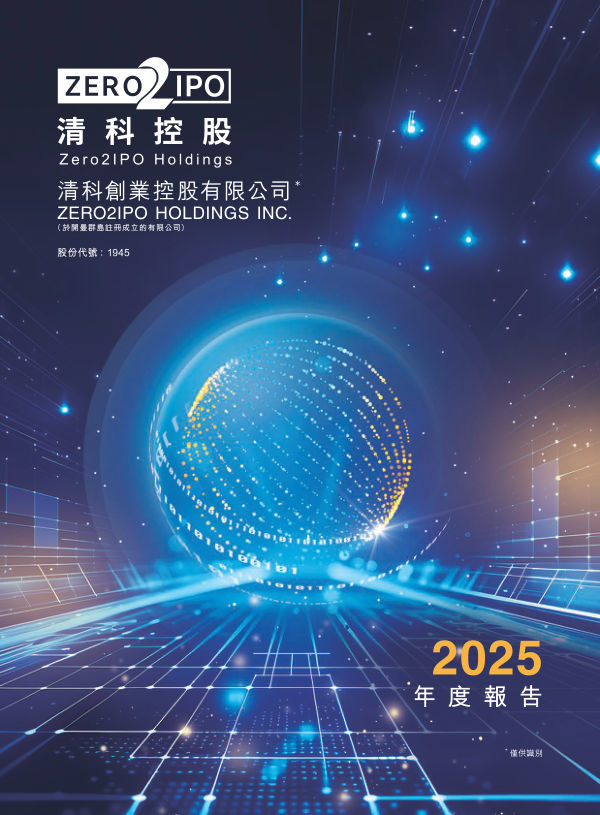 ZERO2IPO
清科控股
Zero2IPO Holdings
清科創業控股有限公司*
ZERO2IPO HOLDINGS INC.
（於開曼群島註冊成立的有限公司）
股份代號：1945
10110101010100101
2025
年度報告
*僅供識別